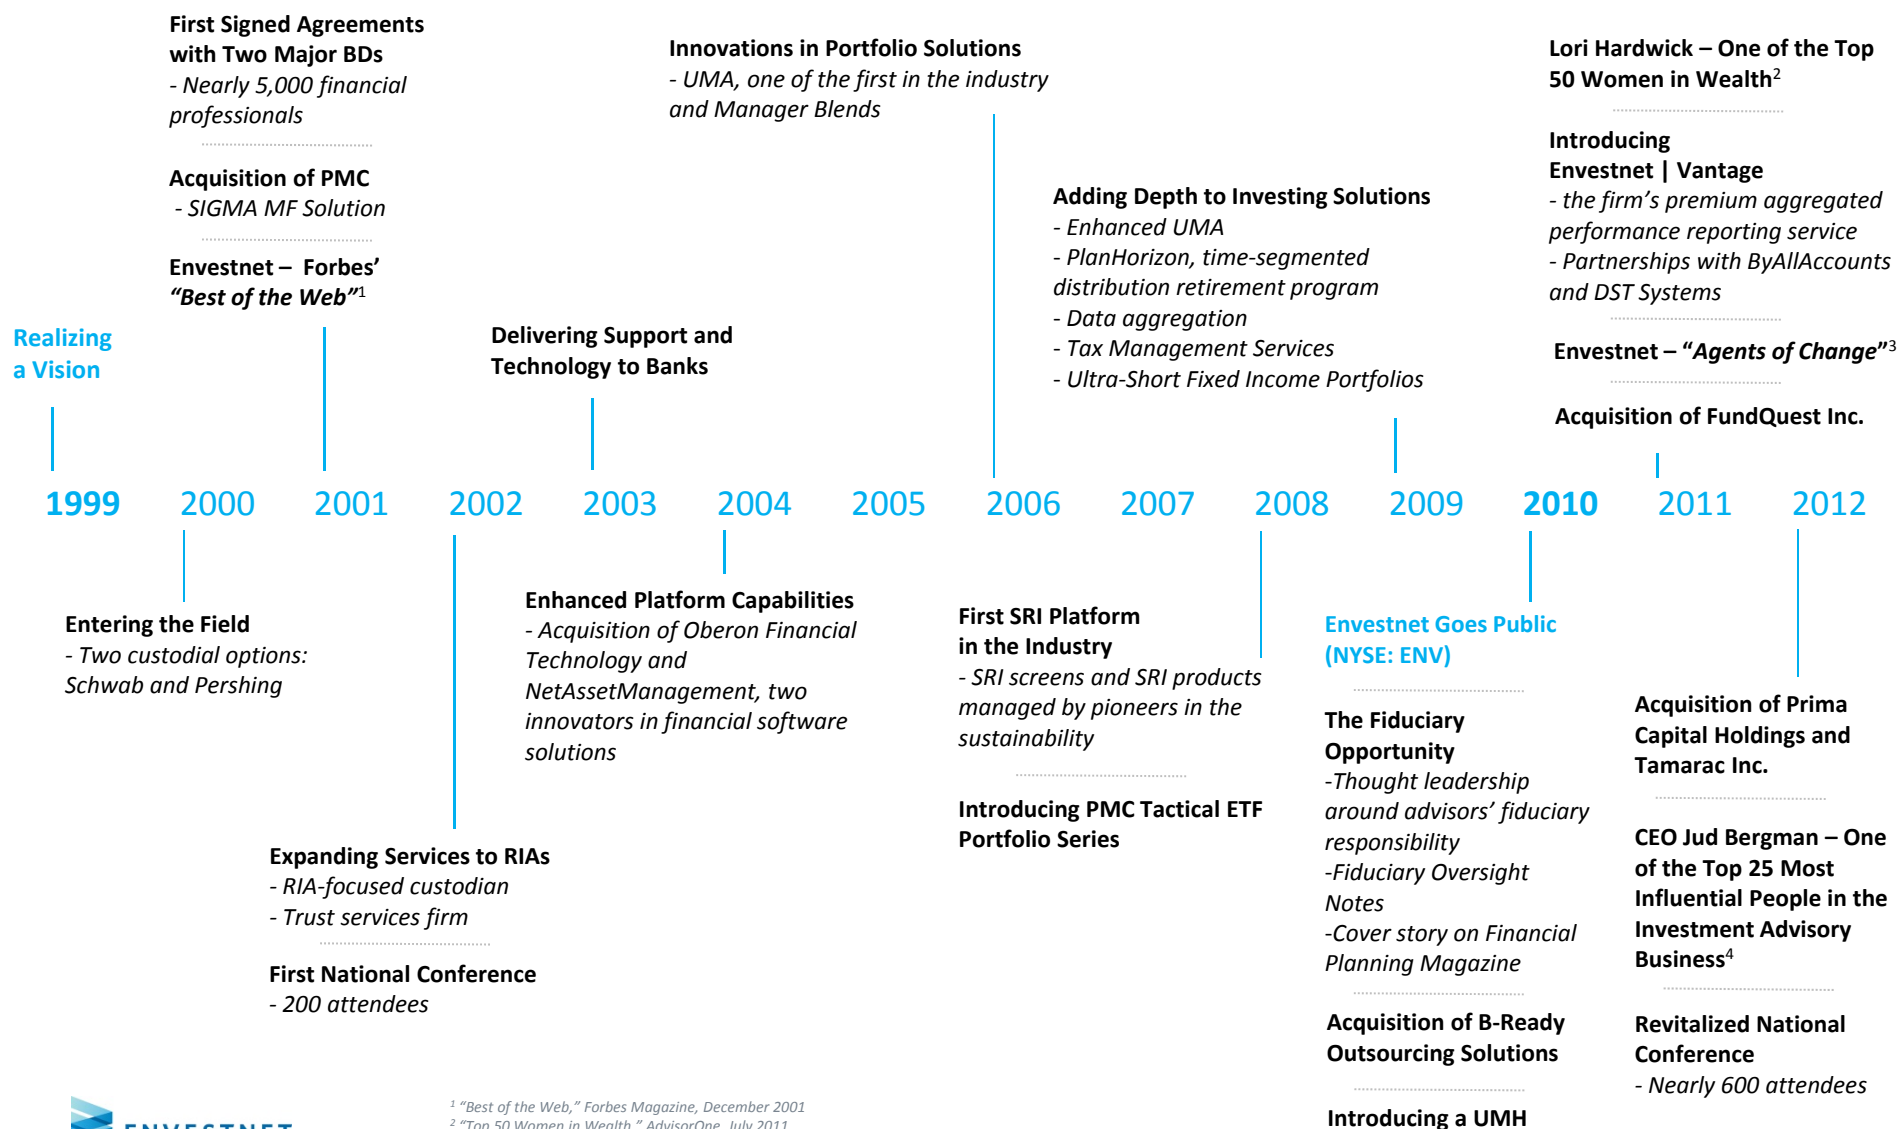 First Signed Agreements
with Two Major BDs
- Nearly 5,000 financial
professionals
Acquisition of PMC
- SIGMA MF Solution
Envestnet – Forbes'
"Best of the Web"1
Realizing
a Vision
Delivering Support and
Technology to Banks
Innovations in Portfolio Solutions
- UMA, one of the first in the industry
and Manager Blends
Adding Depth to Investing Solutions
- Enhanced UMA
- PlanHorizon, time-segmented
distribution retirement program
- Data aggregation
- Tax Management Services
- Ultra-Short Fixed Income Portfolios
Lori Hardwick – One of the Top
50 Women in Wealth2
Introducing
Envestnet | Vantage
- the firm's premium aggregated
performance reporting service
- Partnerships with ByAllAccounts
and DST Systems
Envestnet – "Agents of Change"3
Acquisition of FundQuest Inc.
1999 2000 2001 2002 2003 2004 2005 2006 2007 2008 2009 2010 2011 2012
Entering the Field
- Two custodial options:
Schwab and Pershing
Expanding Services to RIAs
- RIA-focused custodian
- Trust services firm
First National Conference
- 200 attendees
Enhanced Platform Capabilities
- Acquisition of Oberon Financial
Technology and
NetAssetManagement, two
innovators in financial software
solutions
First SRI Platform
in the Industry
- SRI screens and SRI products
managed by pioneers in the
sustainability
Introducing PMC Tactical ETF
Portfolio Series
Envestnet Goes Public
(NYSE: ENV)
The Fiduciary
Opportunity
-Thought leadership
around advisors' fiduciary
responsibility
-Fiduciary Oversight
Notes
-Cover story on Financial
Planning Magazine
Acquisition of B-Ready
Outsourcing Solutions
Introducing a UMH
Acquisition of Prima
Capital Holdings and
Tamarac Inc.
CEO Jud Bergman – One
of the Top 25 Most
Influential People in the
Investment Advisory
Business4
Revitalized National
Conference
- Nearly 600 attendees
ENVESTNET
1 "Best of the Web," Forbes Magazine, December 2001
2 "Top 50 Women in Wealth," AdvisorOne, July 2011